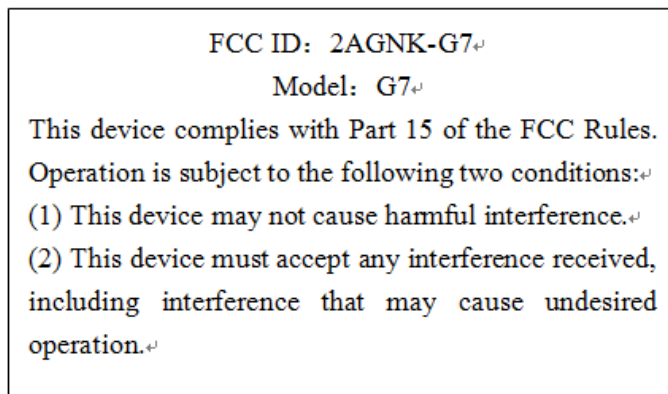 FCC ID：2AGNK-G7
Model：G7
This device complies with Part 15 of the FCC Rules.
Operation is subject to the following two conditions:
(1) This device may not cause harmful interference.
(2) This device must accept any interference received,
including interference that may cause undesired
operation.